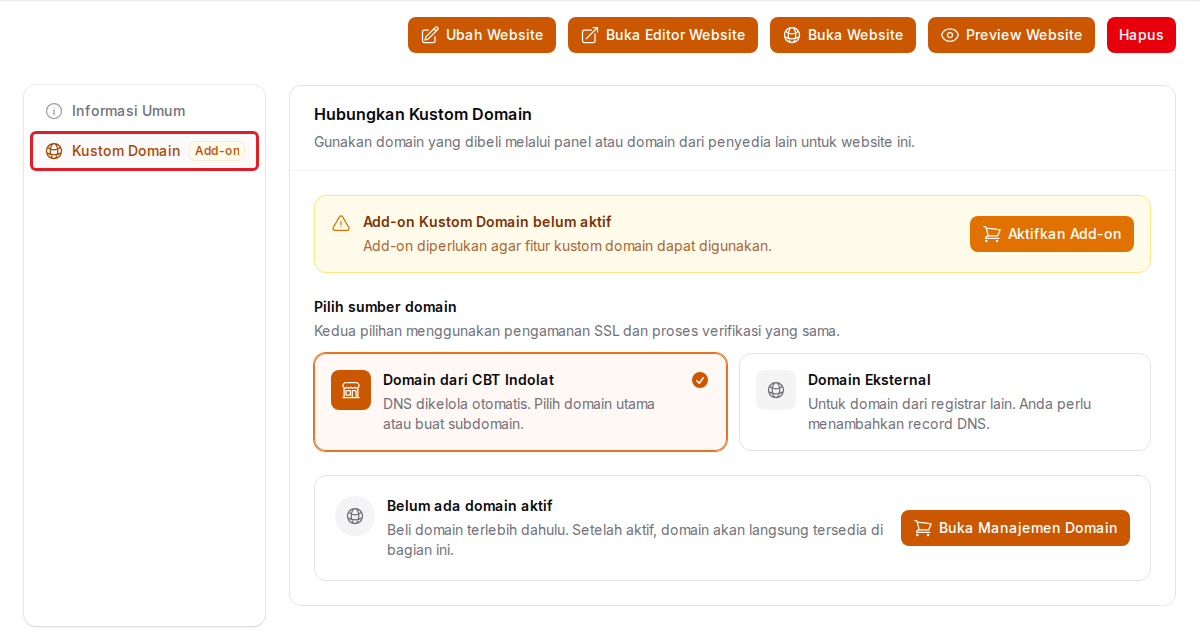 Ubah Website
Buka Editor Website
Buka Website
Preview Website
Hapus
Informasi Umum
Kustom Domain Add-on
Hubungkan Kustom Domain
Gunakan domain yang dibeli melalui panel atau domain dari penyedia lain untuk website ini.
Add-on Kustom Domain belum aktif
Add-on diperlukan agar fitur kustom domain dapat digunakan.
Aktifkan Add-on
Pilih sumber domain
Kedua pilihan menggunakan pengamanan SSL dan proses verifikasi yang sama.
Domain dari CBT Indolat
DNS dikelola otomatis. Pilih domain utama
atau buat subdomain.
Domain Eksternal
Untuk domain dari registrar lain. Anda perlu
menambahkan record DNS.
Belum ada domain aktif
Beli domain terlebih dahulu. Setelah aktif, domain akan langsung tersedia di
bagian ini.
Buka Manajemen Domain